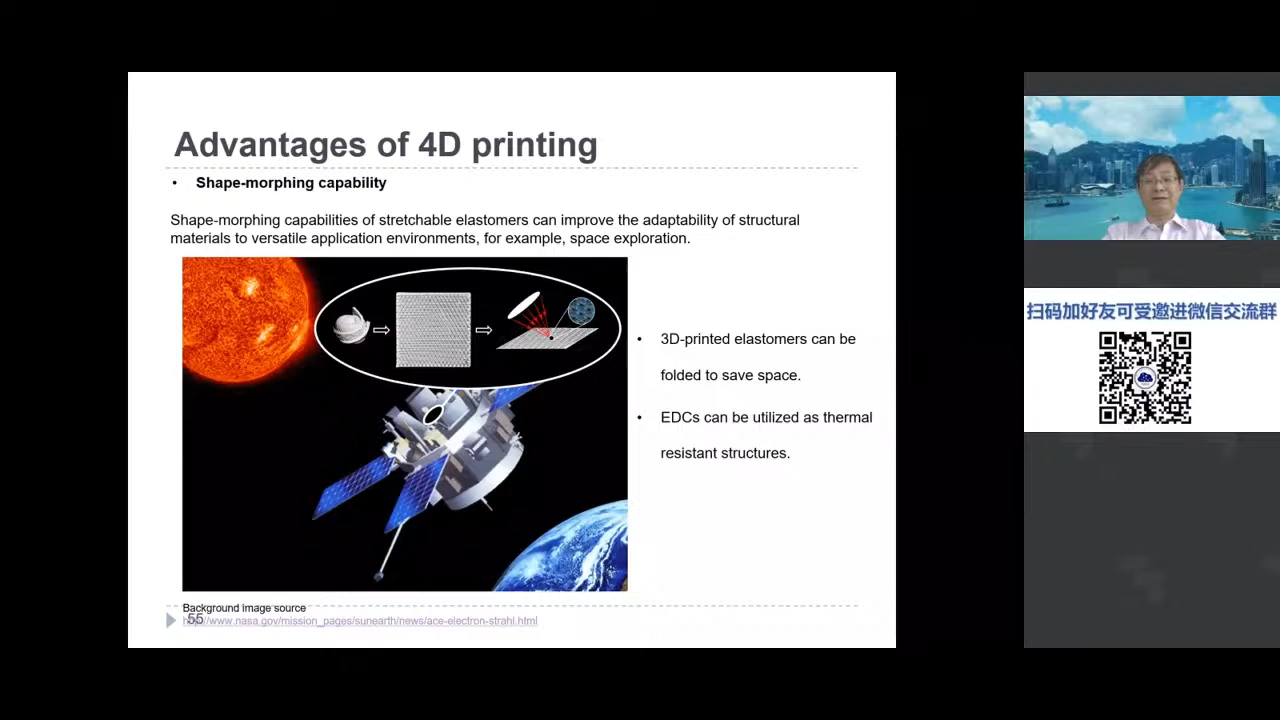 Advantages of 4D printing
• Shape-morphing capability
Shape-morphing capabilities of stretchable elastomers can improve the adaptability of structural
materials to versatile application environments, for example, space exploration.
• 3D-printed elastomers can be
folded to save space.
• EDCs can be utilized as thermal
resistant structures.
Background image source
http://www.nasa.gov/mission_pages/sunearth/news/ace-electron-strahl.html
55
扫码加好友可受邀进微信交流群